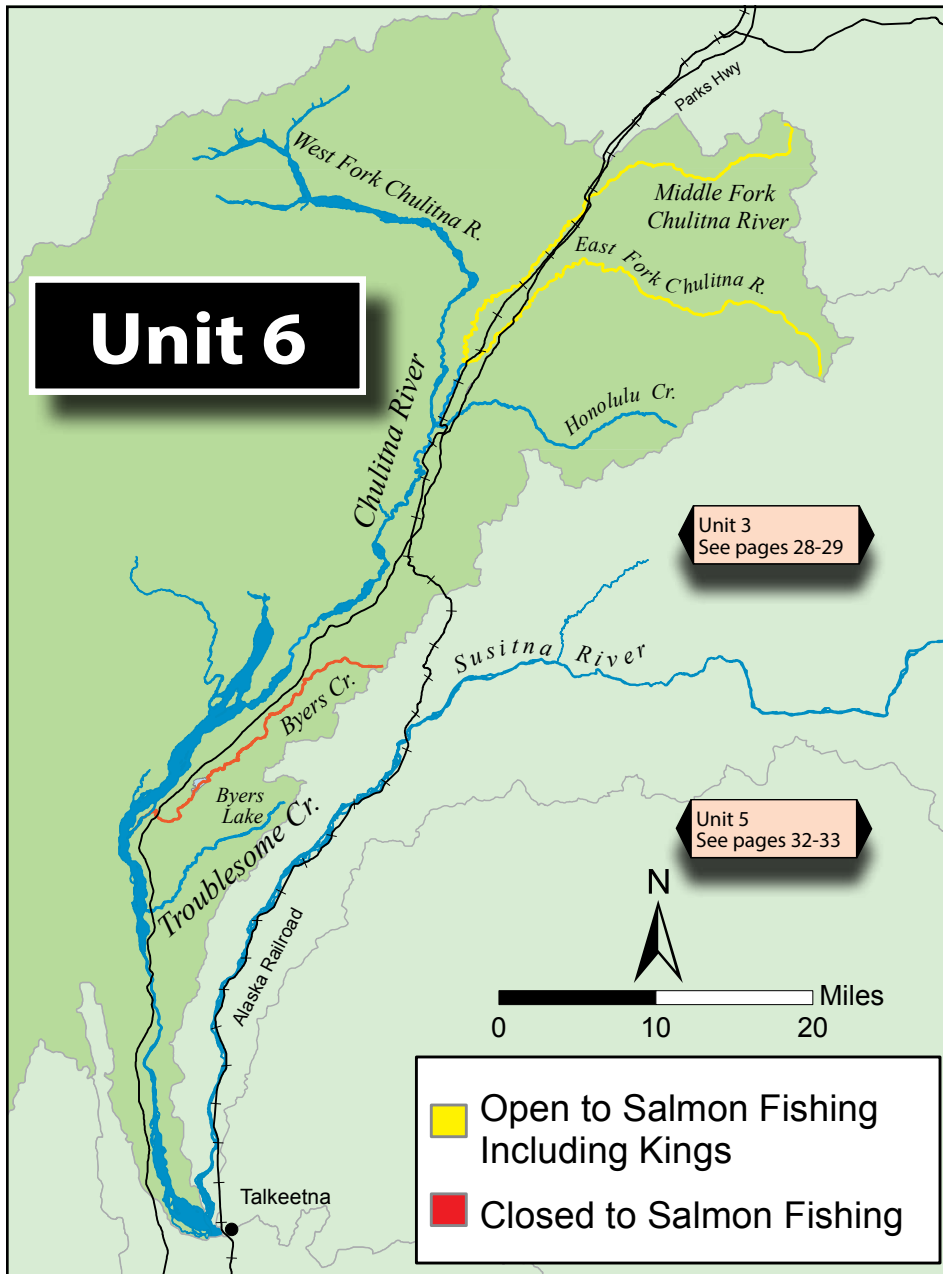 Parks Hwy
West Fork Chulitna R.
Middle Fork
Chulitna River
East Fork Chulitna R.
Unit 6
Chulitna River
Honolulu Cr.
Unit 3
See pages 28-29
Susitna River
Byers Cr.
Byers
Lake
Troublesome Cr.
Unit 5
See pages 32-33
N
Alaska Railroad
Miles
0 10 20
Talkeetna
Open to Salmon Fishing
Including Kings
Closed to Salmon Fishing